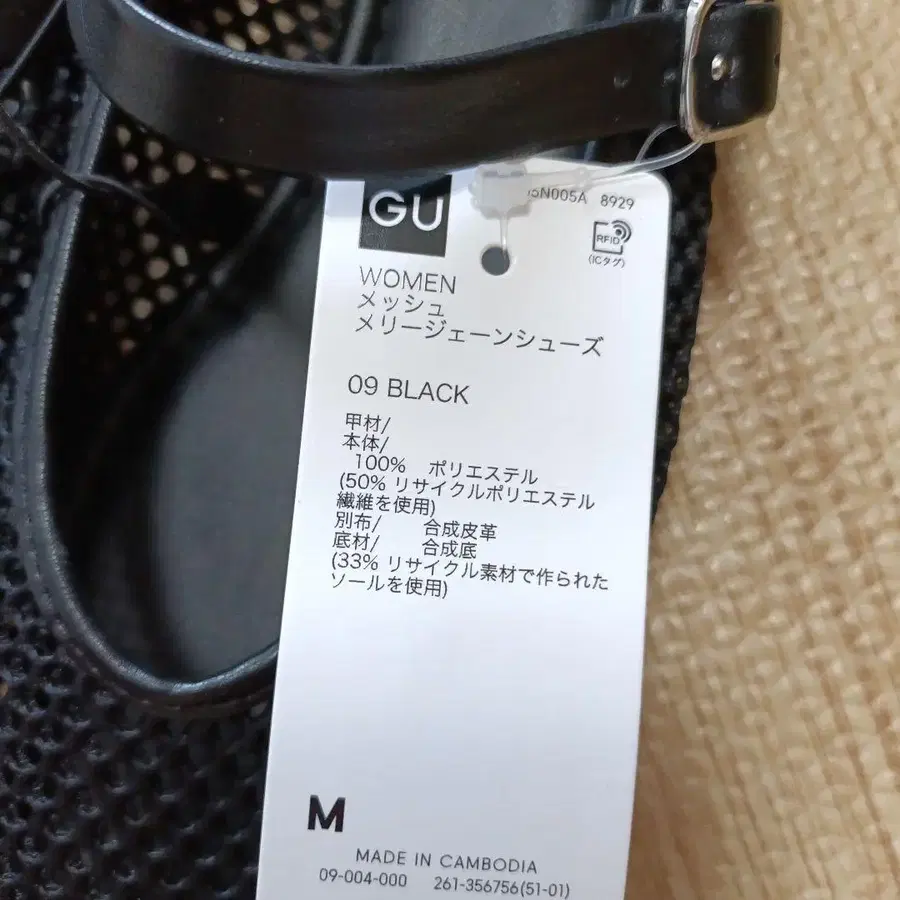 GU
5N005A 8929
RFID
(ICタグ)
WOMEN
メッシュ
メリージェーンシューズ
09 BLACK
甲材/
本体/
100% ポリエステル
(50% リサイクルポリエステル
繊維を使用)
別布/ 合成皮革
底材/ 合成底
(33% リサイクル素材で作られた
ソールを使用)
M
MADE IN CAMBODIA
09-004-000 261-356756(51-01)